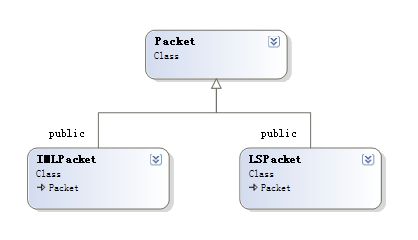 Packet
Class
public
public
IMLPacket
Class
Packet
LSPacket
Class
Packet